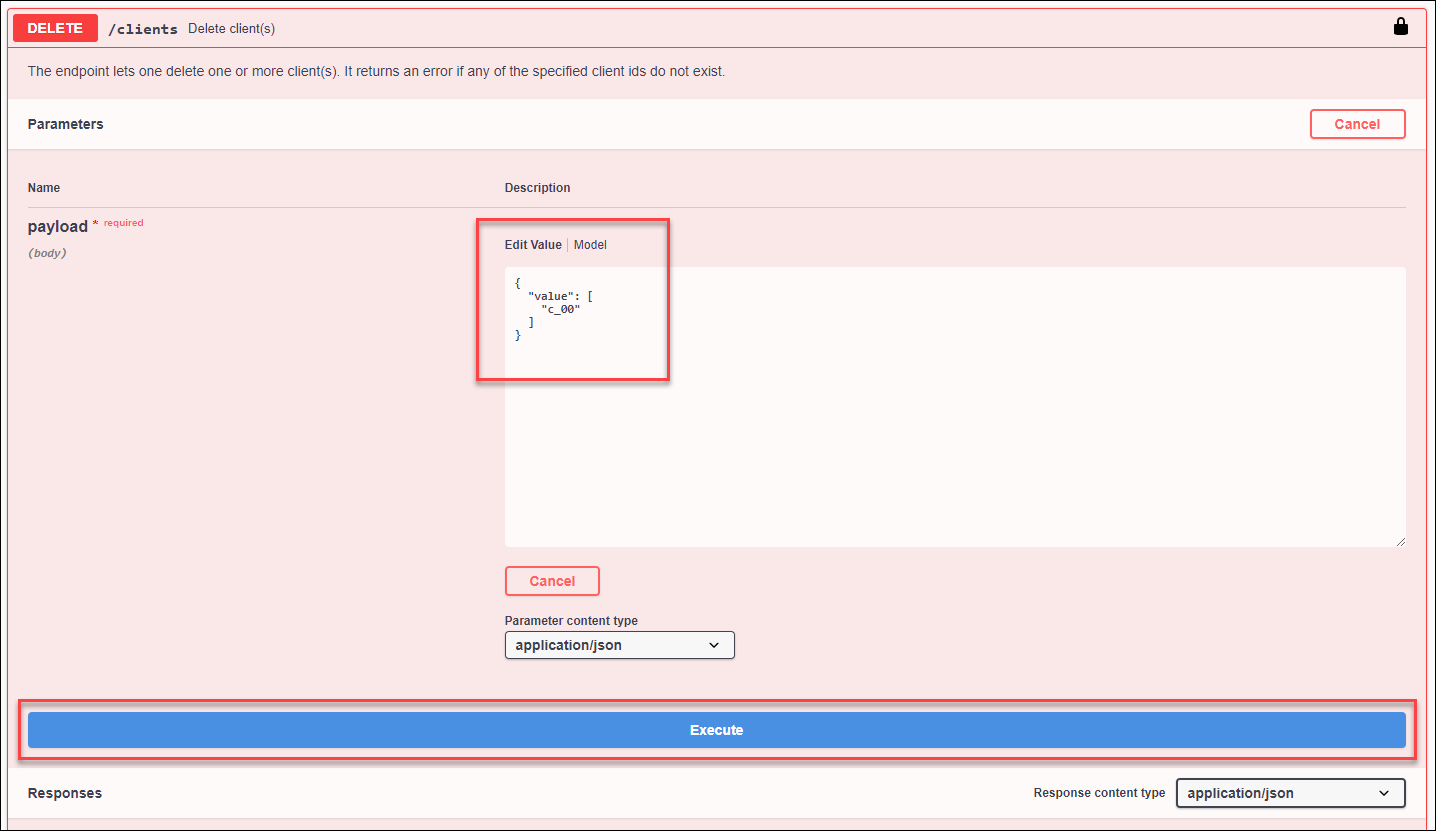 DELETE /clients Delete client(s)
The endpoint lets one delete one or more client(s). It returns an error if any of the specified client ids do not exist.
Parameters Cancel
Name Description
payload * required
(body)
Edit Value | Model
{
"value": [
"c_00"
]
}
Cancel
Parameter content type
application/json
Execute
Responses Response content type application/json